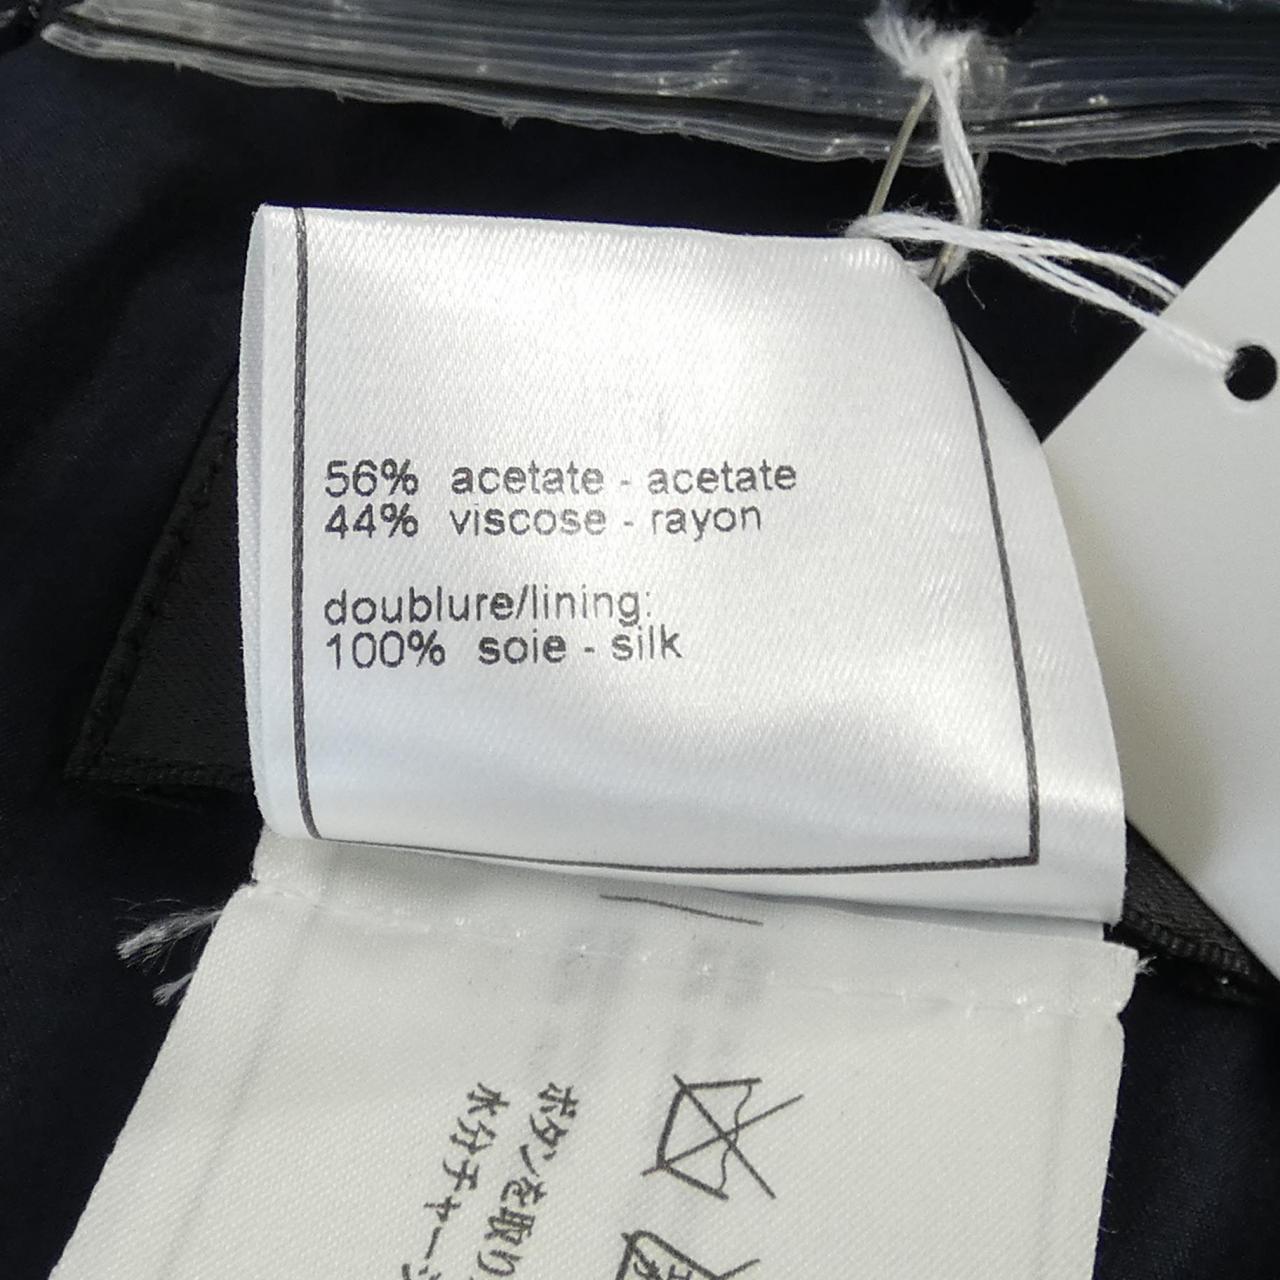 56% acetate - acetate
44% viscose - rayon
doublure/lining:
100% soie - silk
ボタンを取り
水分チャージ